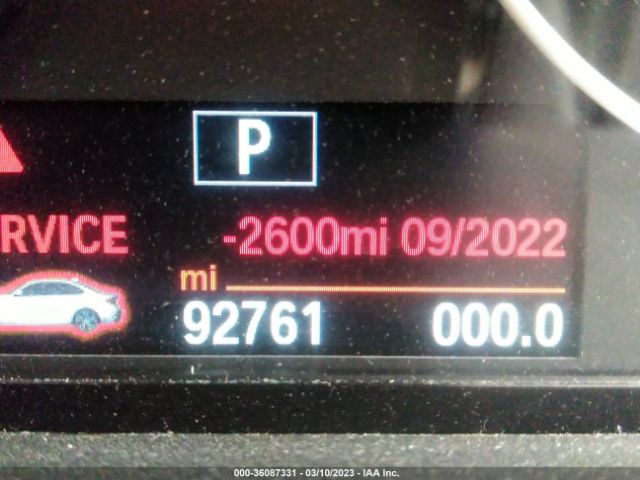 P
RVICE -2600mi 09/2022
mi
92761 000.0
000-36087331 - 03/10/2023 - IAA Inc.